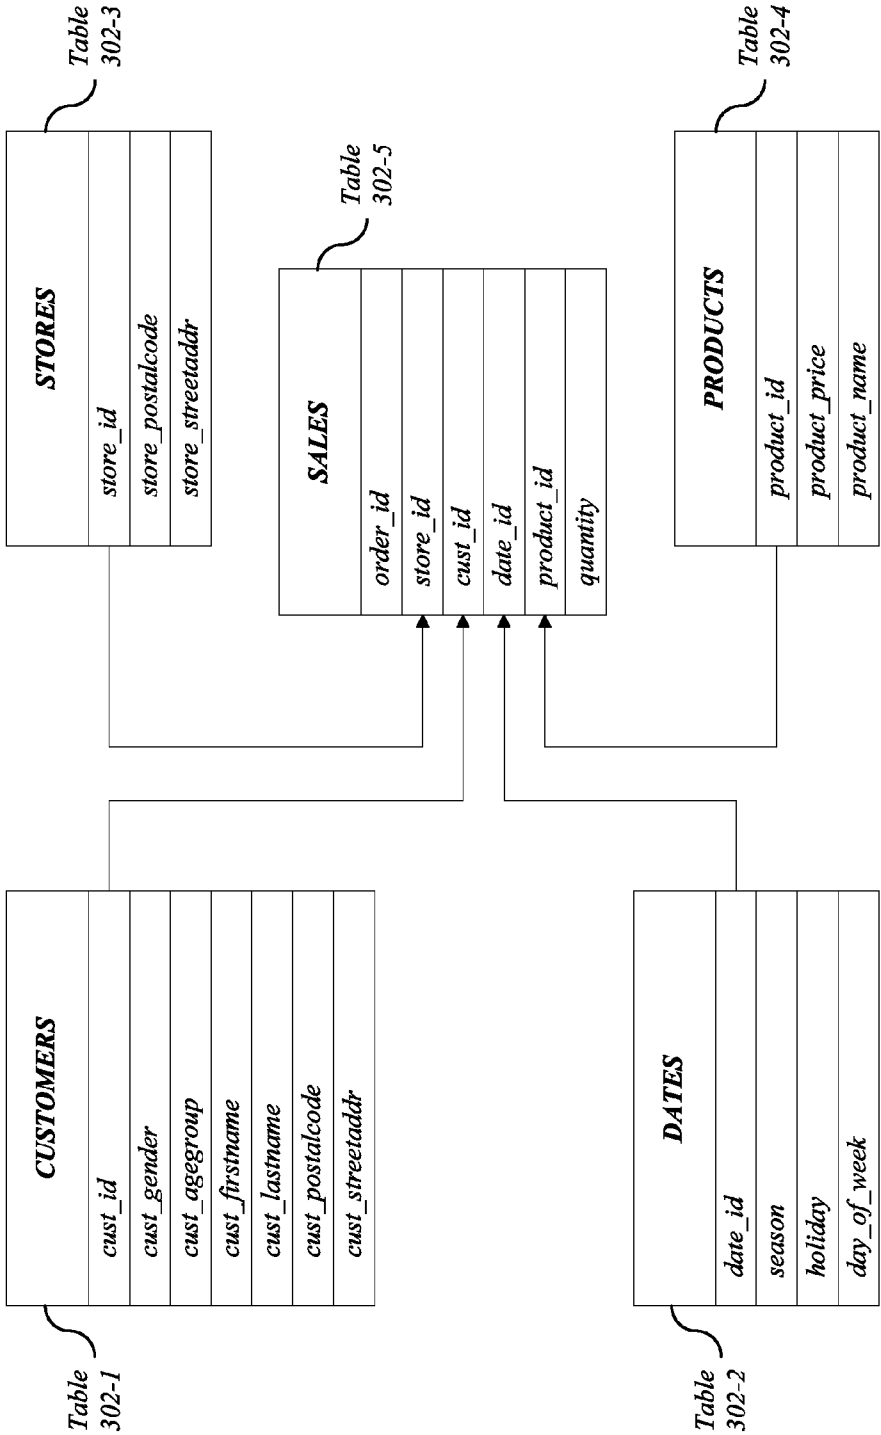 Table
302-1
CUSTOMERS
cust_id
cust_gender
cust_agegroup
cust_firstname
cust_lastname
cust_postalcode
cust_streetaddr
Table
302-3
STORES
store_id
store_postalcode
store_streetaddr
Table
302-5
SALES
order_id
store_id
cust_id
date_id
product_id
quantity
Table
302-2
DATES
date_id
season
holiday
day_of_week
Table
302-4
PRODUCTS
product_id
product_price
product_name